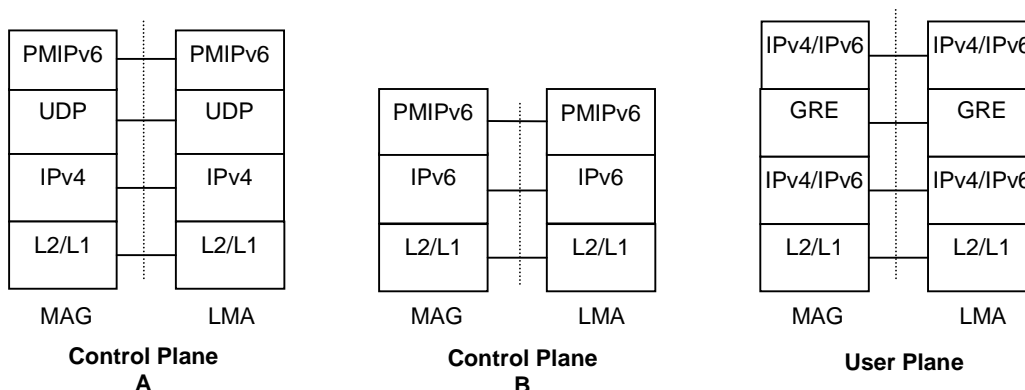 PMIPv6 PMIPv6
UDP UDP
IPv4 IPv4
L2/L1 L2/L1
MAG LMA
Control Plane
A
PMIPv6 PMIPv6
IPv6 IPv6
L2/L1 L2/L1
MAG LMA
Control Plane
B
IPv4/IPv6 IPv4/IPv6
GRE GRE
IPv4/IPv6 IPv4/IPv6
L2/L1 L2/L1
MAG LMA
User Plane